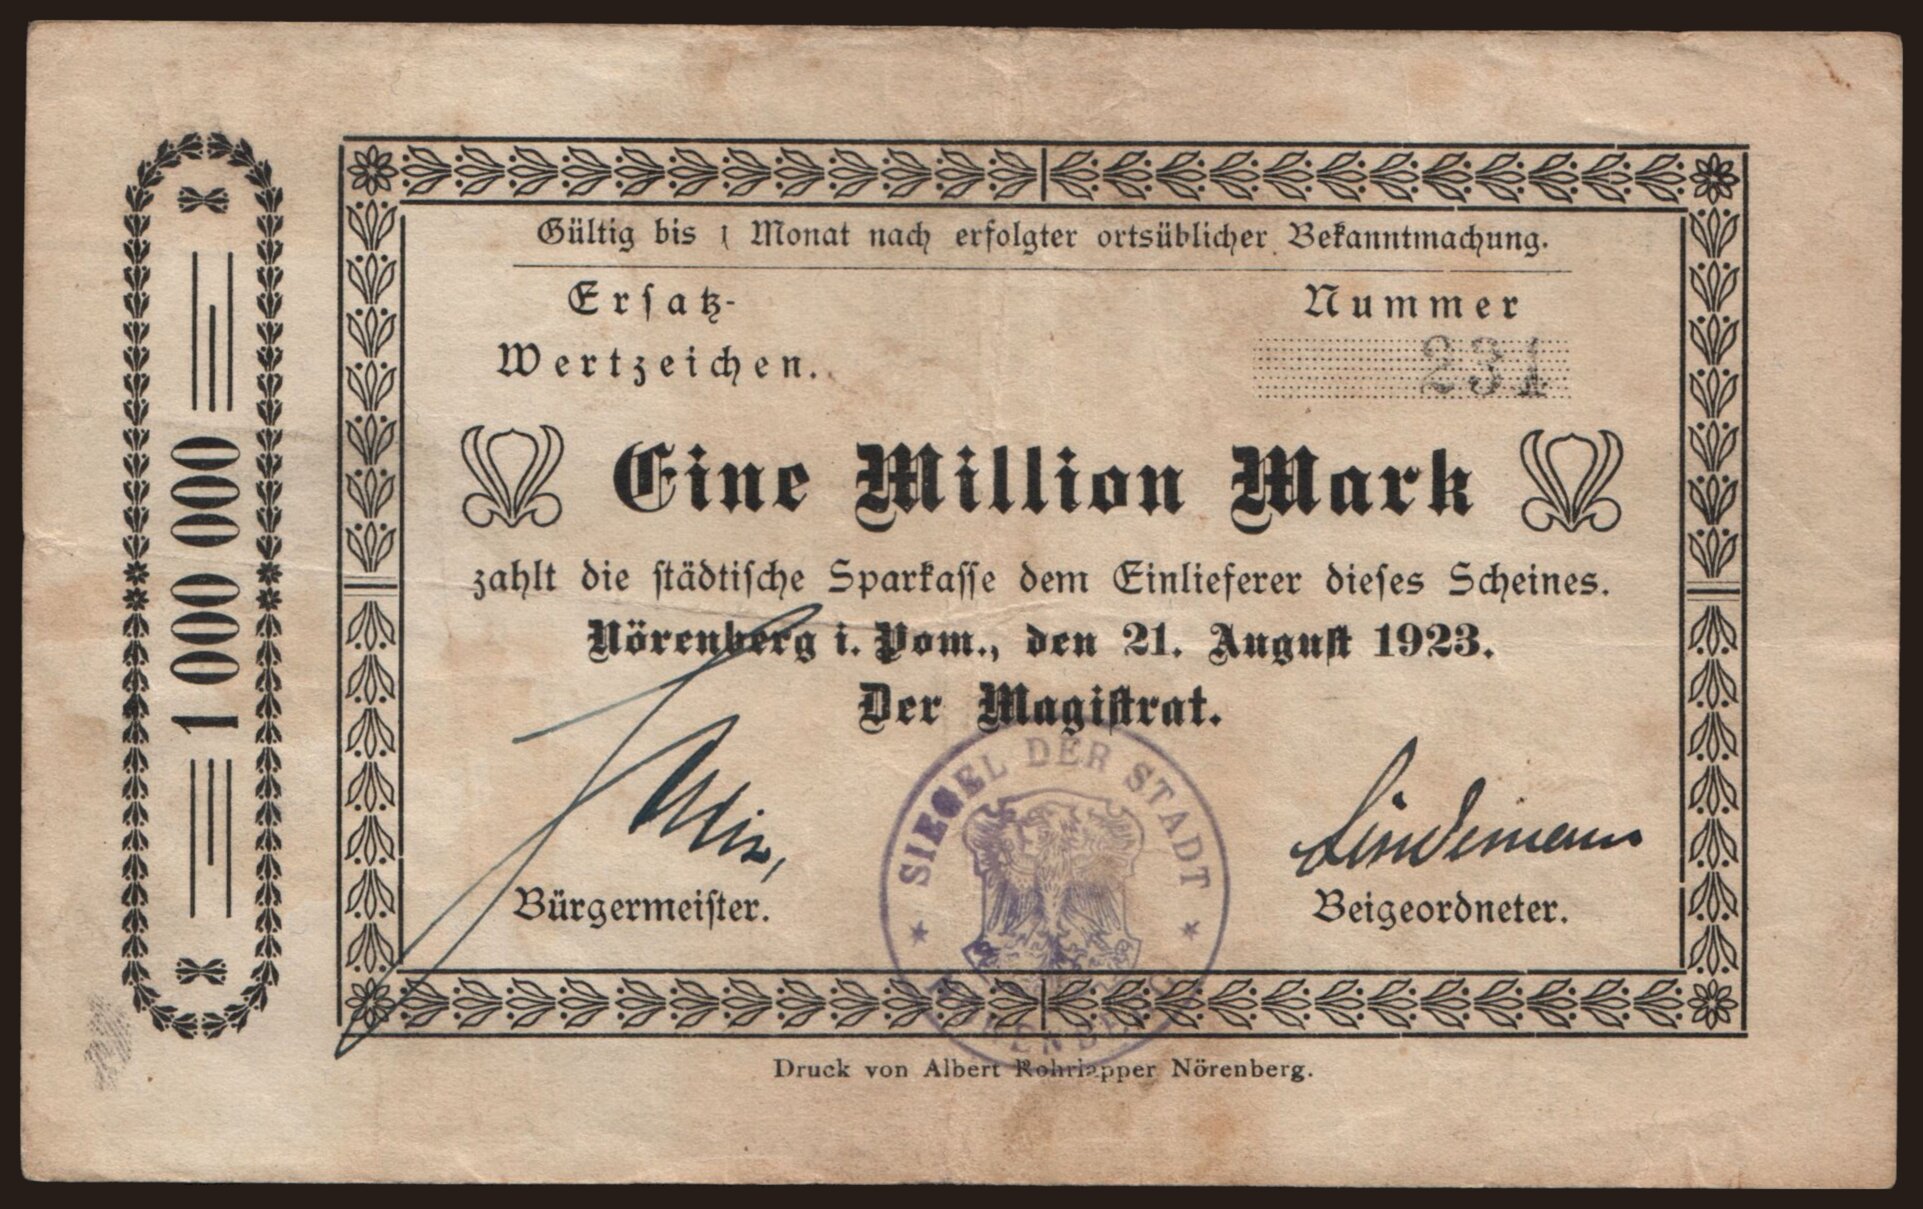 Gültig bis 1 Monat nach erfolgter ortsüblicher Bekanntmachung.
Ersatz-
Wertzeichen.
Nummer
231
Eine Million Mark
zahlt die städtische Sparkasse dem Einlieferer dieses Scheines.
Nörenberg i. Pom., den 21. August 1923.
Der Magistrat.
SIEGEL DER STADT
Lindemann
Bürgermeister.
Beigeordneter.
Druck von Albert Nörenberg.
1 000 000